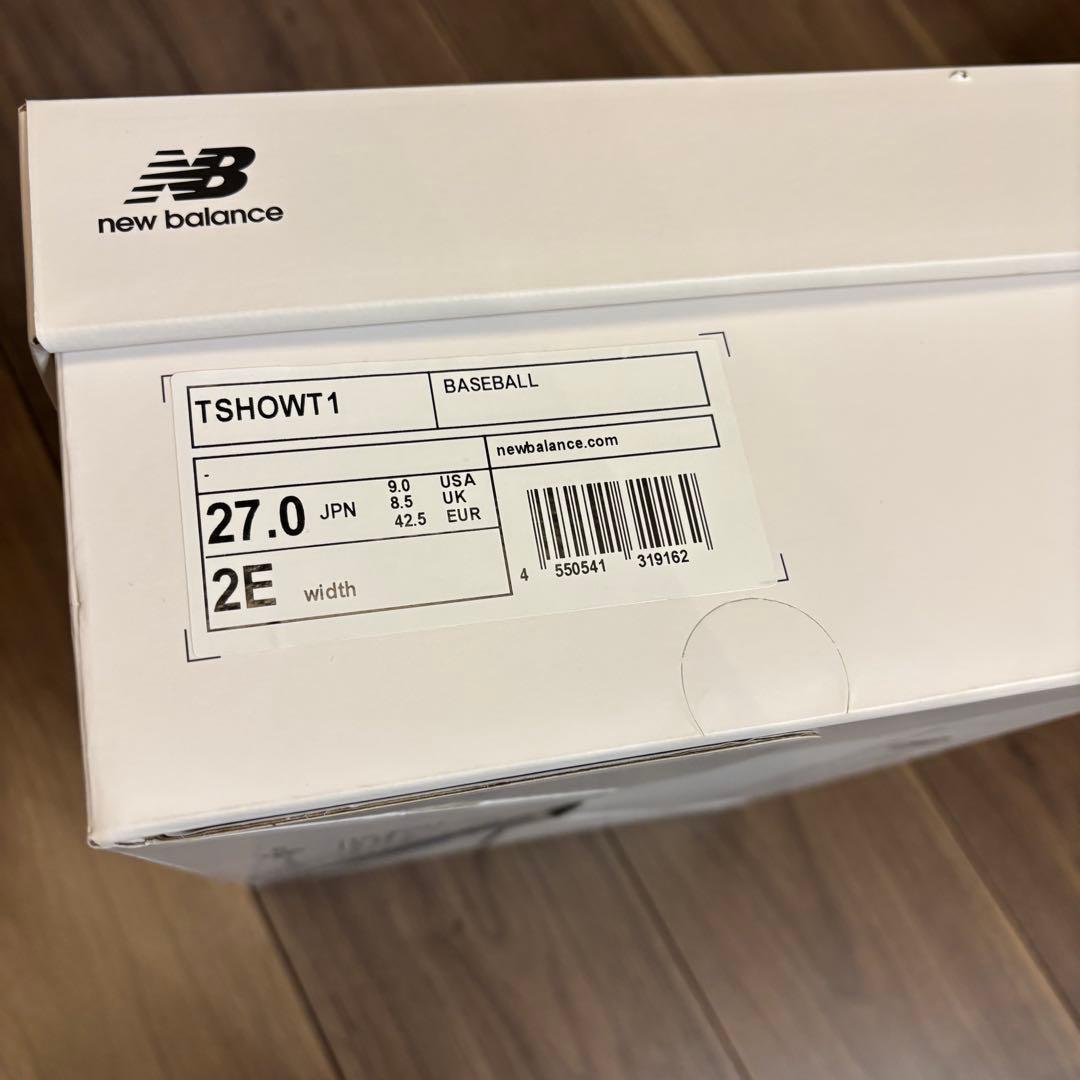 NB
new balance
TSHOWT1
BASEBALL
-
newbalance.com
27.0 JPN
9.0 USA
8.5 UK
42.5 EUR
2E width
4 550541 319162